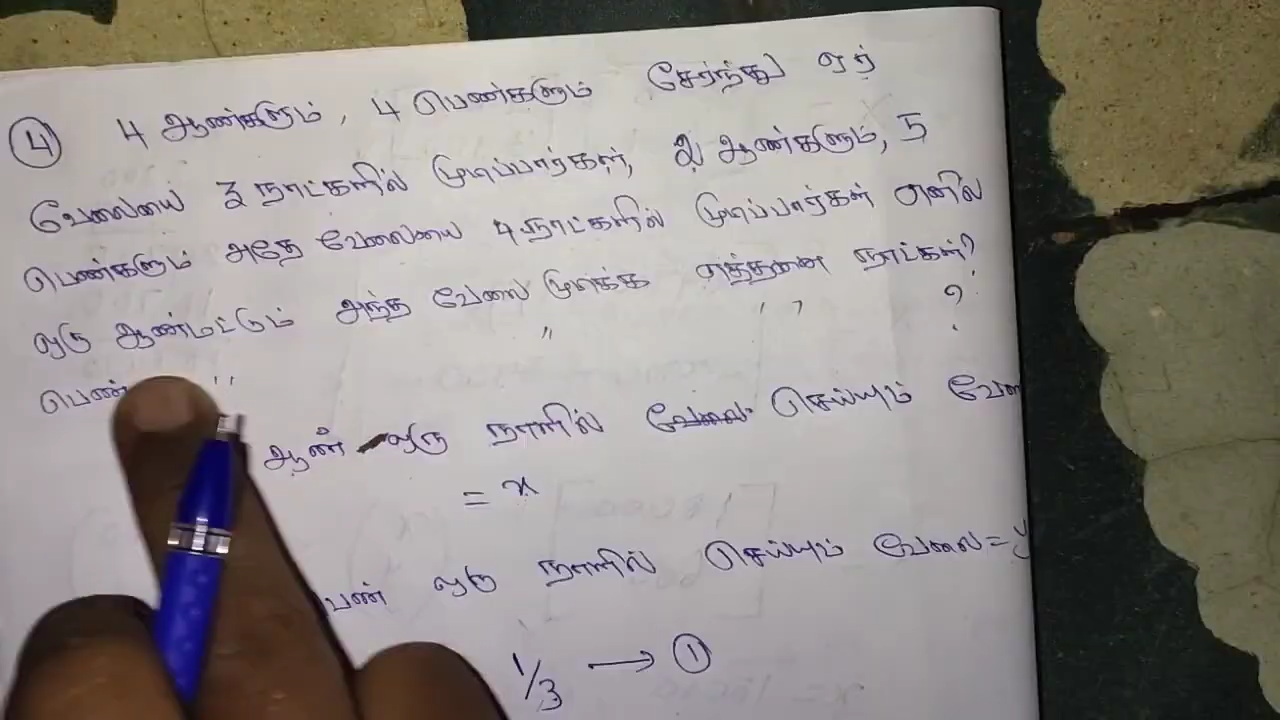 ④ 4 ஆண்களும், 4 பெண்களும் சேர்ந்து ஓர்
வேலையை 3 நாட்களில் முடிப்பார்கள், 2 ஆண்களும், 5
பெண்களும் அதே வேலையை 4 நாட்களில் முடிப்பார்கள் எனில்
ஒரு ஆண்மட்டும் அந்த வேலை முடிக்க எத்தனை நாட்கள்?
பெண் " " " ?
ஆண் ஒரு நாளில் செய்யும்
= x
ஒரு நாளில் செய்யும் வேலை = y
1/3 → ①